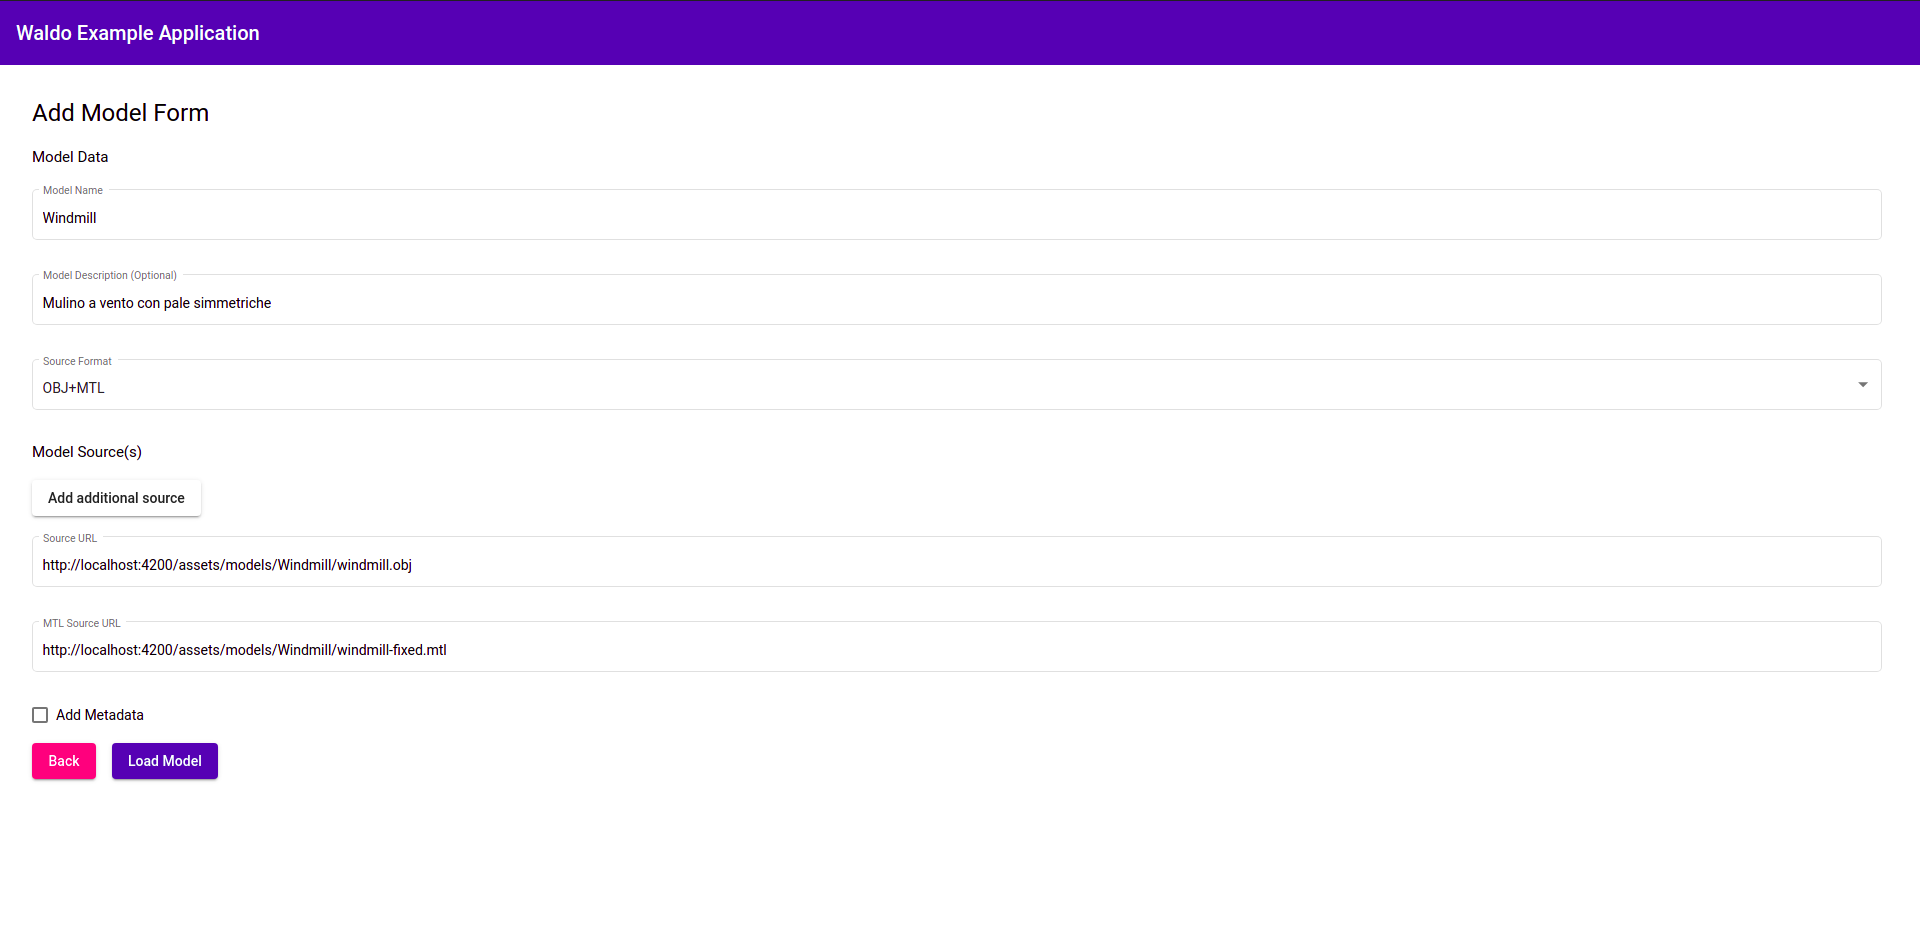 Waldo Example Application
Add Model Form
Model Data
Model Name
Windmill
Model Description (Optional)
Mulino a vento con pale simmetriche
Source Format
OBJ+MTL
Model Source(s)
Add additional source
Source URL
http://localhost:4200/assets/models/Windmill/windmill.obj
MTL Source URL
http://localhost:4200/assets/models/Windmill/windmill-fixed.mtl
Add Metadata
Back Load Model